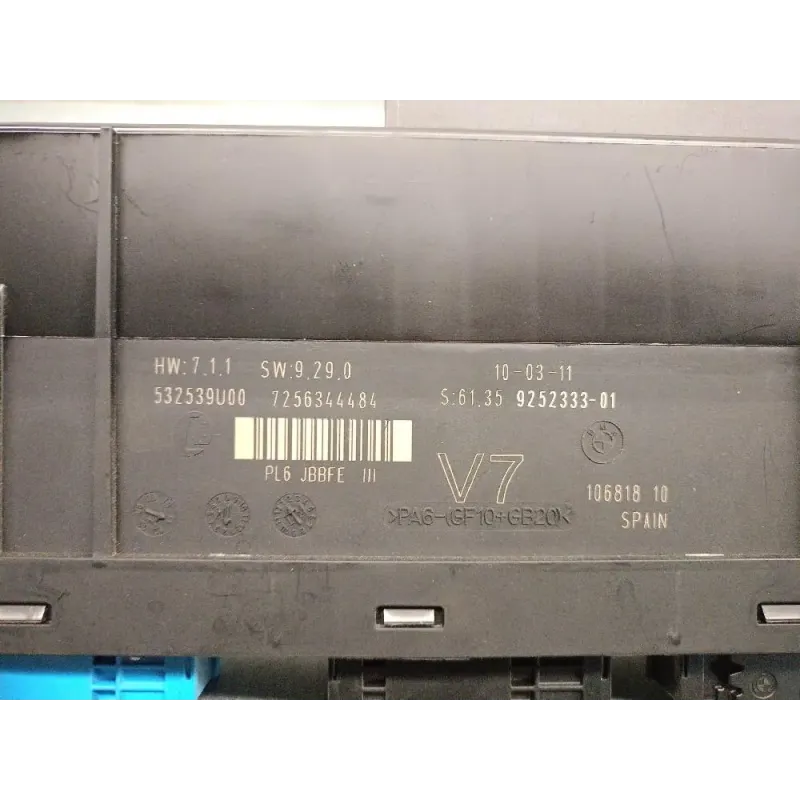 HW:7.1.1 SW:9.29.0 10-03-11
532539U00 7256344484 S:61.35 9252333-01
PL6 JBBFE III
V7
106818 10
>PA6-(GF10+GB20)<
SPAIN